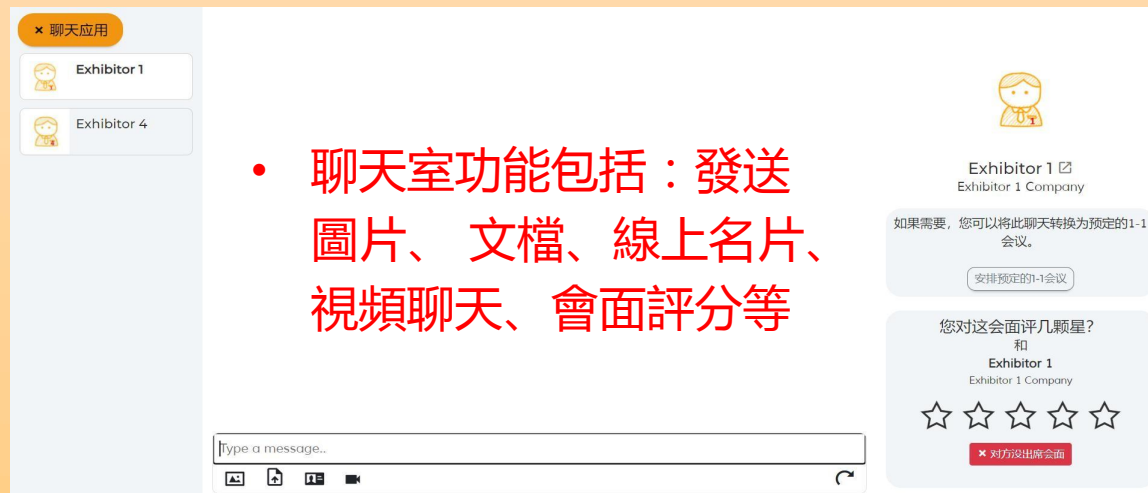 × 聊天应用
Exhibitor 1
Exhibitor 4
• 聊天室功能包括：發送
圖片、 文檔、線上名片、
視頻聊天、會面評分等
Type a message..
Exhibitor 1
Exhibitor 1 Company
如果需要，您可以将此聊天转换为预定的1-1
会议。
安排预定的1-1会议
您对这会面评几颗星？
和
Exhibitor 1
Exhibitor 1 Company
× 对方没出席会面